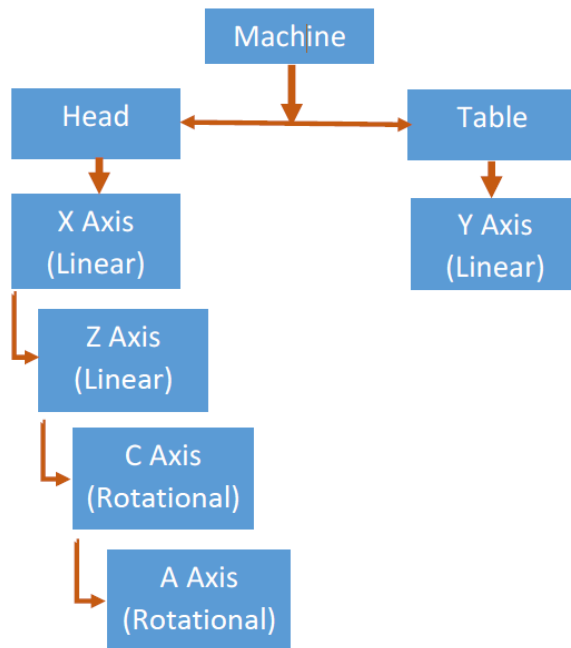 Machine
Head
Table
X Axis
(Linear)
Y Axis
(Linear)
Z Axis
(Linear)
C Axis
(Rotational)
A Axis
(Rotational)